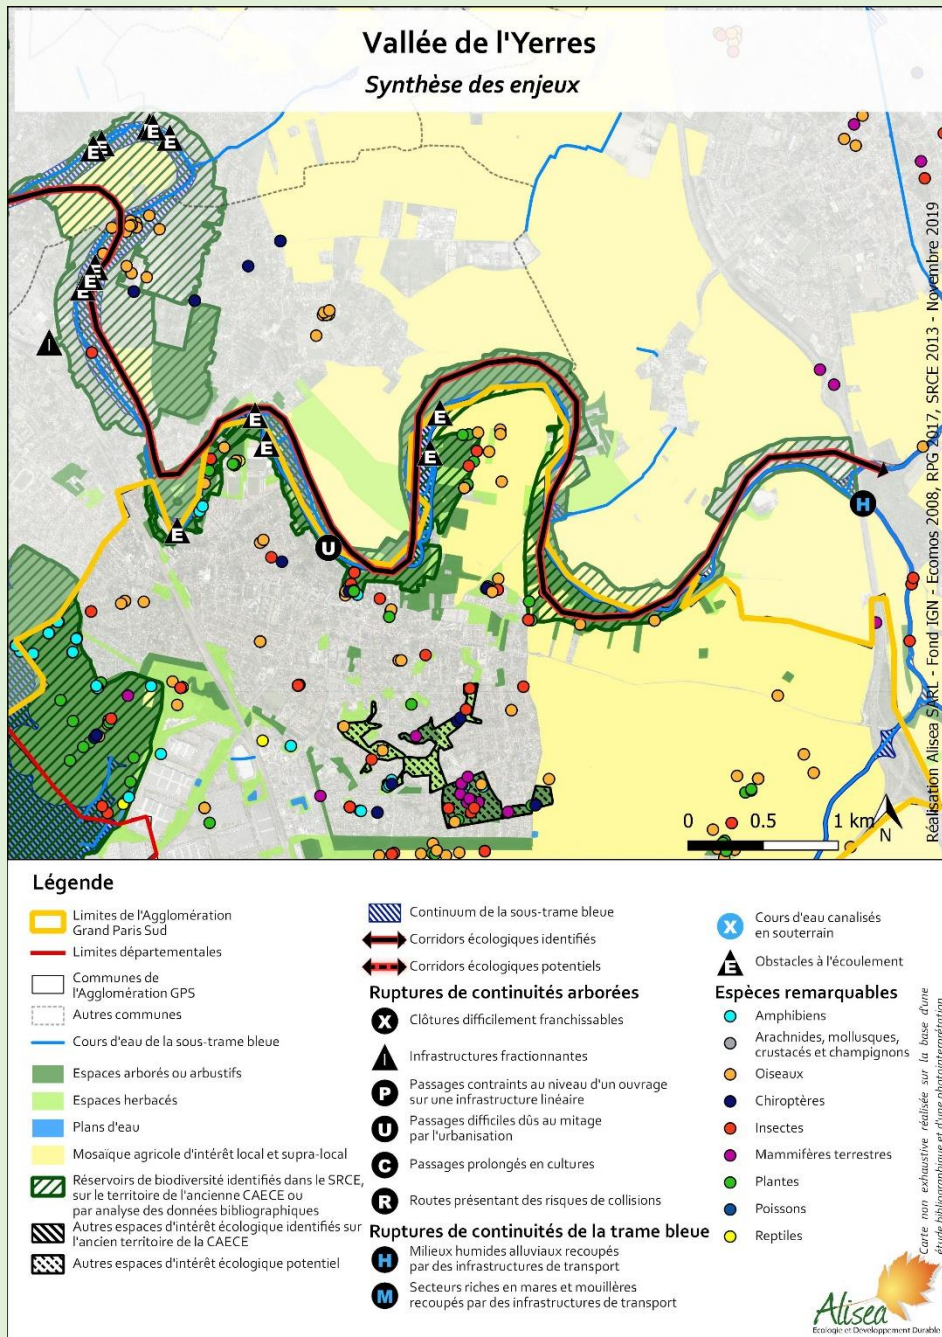 Vallée de l'Yerres
Synthèse des enjeux
E
E
E
E
E
E
E
I
E
E
E
E
E
U
H
0 0.5 1 km
N
Réalisation Alisea SARL - Fond IGN - Ecomos 2008, RPG 2017, SRCE 2013 - Novembre 2019
Légende
Limites de l'Agglomération
Grand Paris Sud
Limites départementales
Communes de
l'Agglomération GPS
Autres communes
Cours d'eau de la sous-trame bleue
Espaces arborés ou arbustifs
Espaces herbacés
Plans d'eau
Mosaïque agricole d'intérêt local et supra-local
Réservoirs de biodiversité identifiés dans le SRCE,
sur le territoire de l'ancienne CAECE ou
par analyse des données bibliographiques
Autres espaces d'intérêt écologique identifiés sur
l'ancien territoire de la CAECE
Autres espaces d'intérêt écologique potentiel
Continuum de la sous-trame bleue
Corridors écologiques identifiés
Corridors écologiques potentiels
Ruptures de continuités arborées
X Clôtures difficilement franchissables
I Infrastructures fractionnantes
P Passages contraints au niveau d'un ouvrage
sur une infrastructure linéaire
U Passages difficiles dûs au mitage
par l'urbanisation
C Passages prolongés en cultures
R Routes présentant des risques de collisions
Ruptures de continuités de la trame bleue
H Milieux humides alluviaux recoupés
par des infrastructures de transport
M Secteurs riches en mares et mouillères
recoupés par des infrastructures de transport
X Cours d'eau canalisés
en souterrain
E Obstacles à l'écoulement
Espèces remarquables
Amphibiens
Arachnides, mollusques,
crustacés et champignons
Oiseaux
Chiroptères
Insectes
Mammifères terrestres
Plantes
Poissons
Reptiles
Carte non exhaustive réalisée sur la base d'une
étude bibliographique et d'une photointerprétation
Alisea
Ecologie et Développement Durable